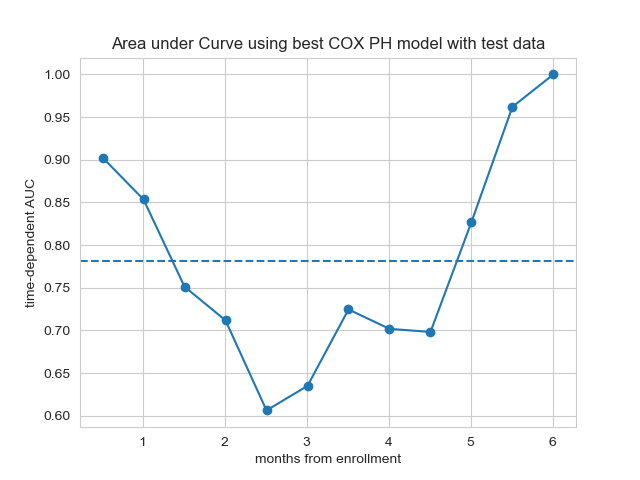 Area under Curve using best COX PH model with test data
1.00
0.95
0.90
0.85
0.80
0.75
0.70
0.65
0.60
time-dependent AUC
1 2 3 4 5 6
months from enrollment